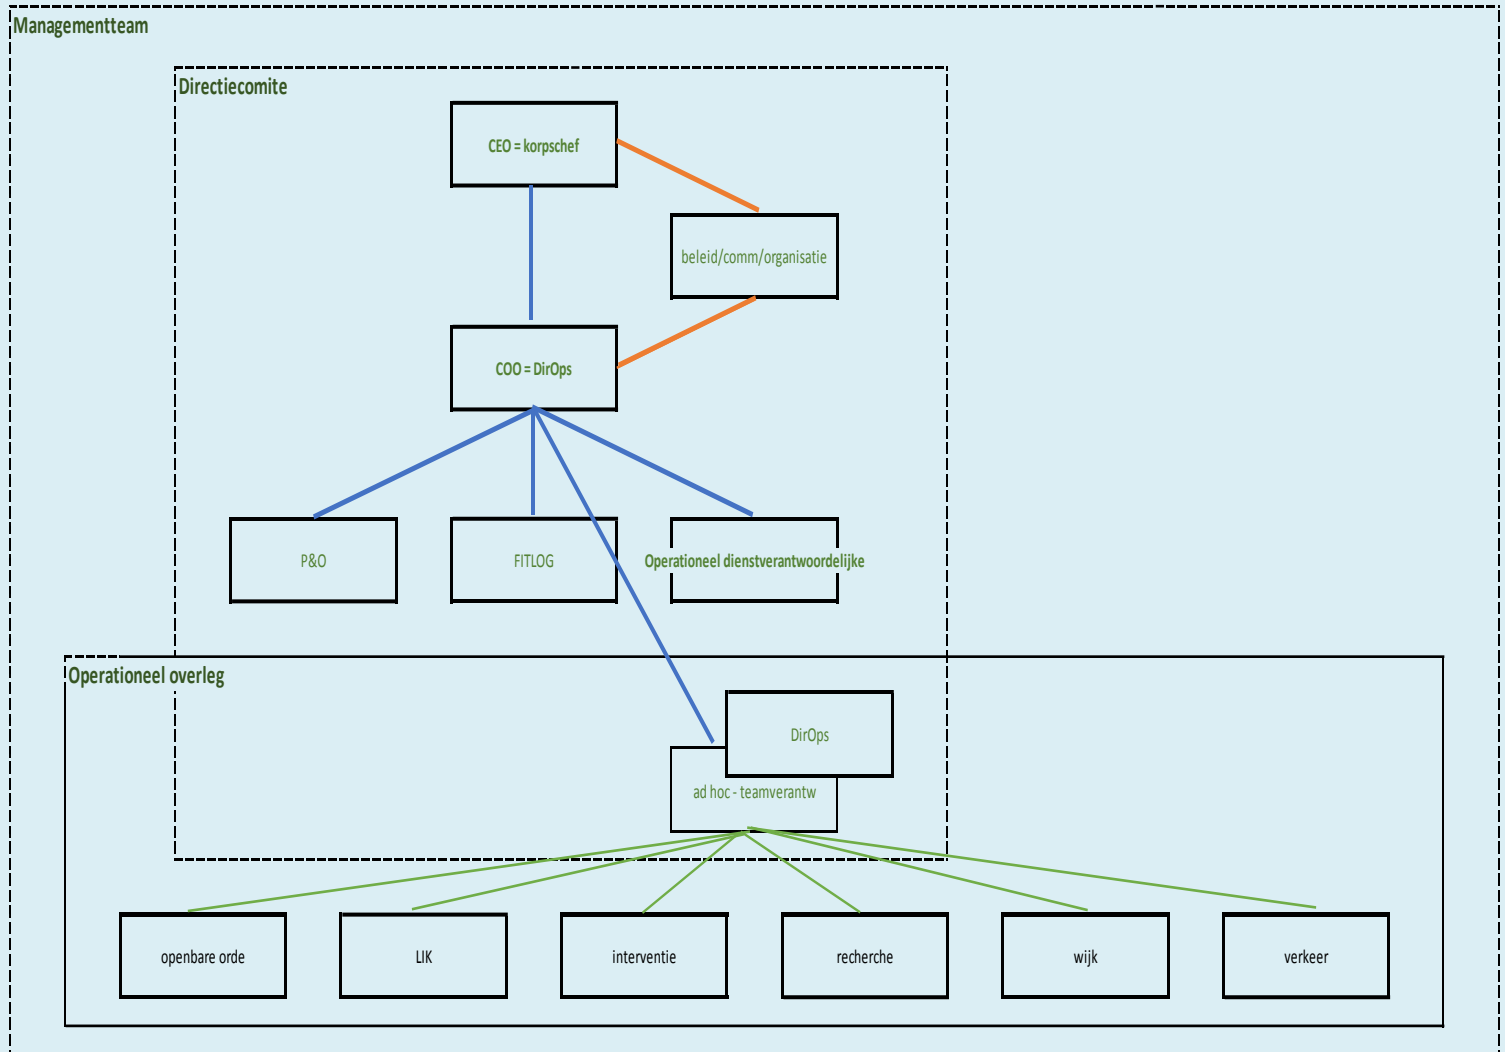 Managementteam
Directiecomite
CEO = korpschef
beleid/comm/organisatie
COO = DirOps
P&O
FITLOG
Operationeel dienstverantwoordelijke
Operationeel overleg
DirOps
ad hoc - teamverantw
openbare orde
LIK
interventie
recherche
wijk
verkeer